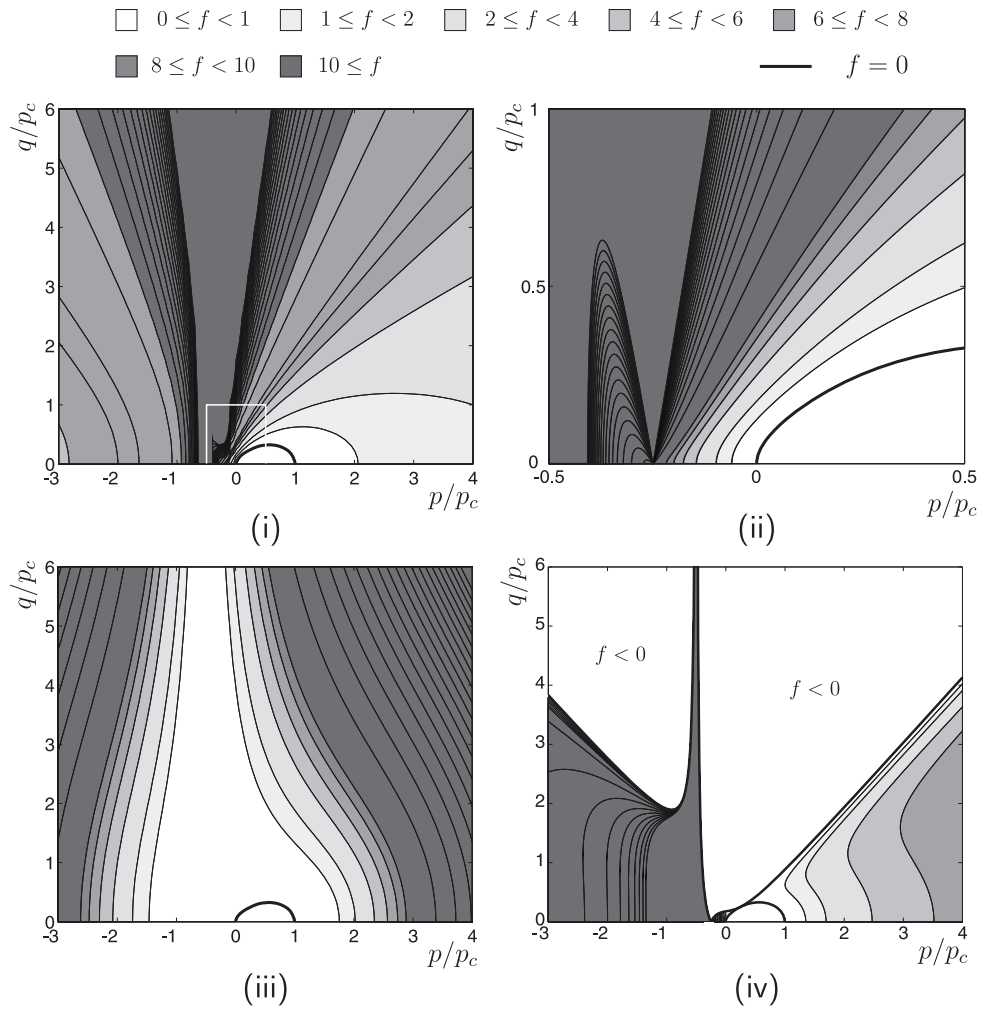 0 ≤ f < 1 1 ≤ f < 2 2 ≤ f < 4 4 ≤ f < 6 6 ≤ f < 8
8 ≤ f < 10 10 ≤ f f = 0
q/p_c
6
5
4
3
2
1
0
-3 -2 -1 0 1 2 3 4
p/p_c
(i)
q/p_c
1
0.5
0
-0.5 0 0.5
p/p_c
(ii)
q/p_c
6
5
4
3
2
1
0
-3 -2 -1 0 1 2 3 4
p/p_c
(iii)
q/p_c
6
5
4
3
2
1
0
f < 0
f < 0
-3 -2 -1 0 1 2 3 4
p/p_c
(iv)